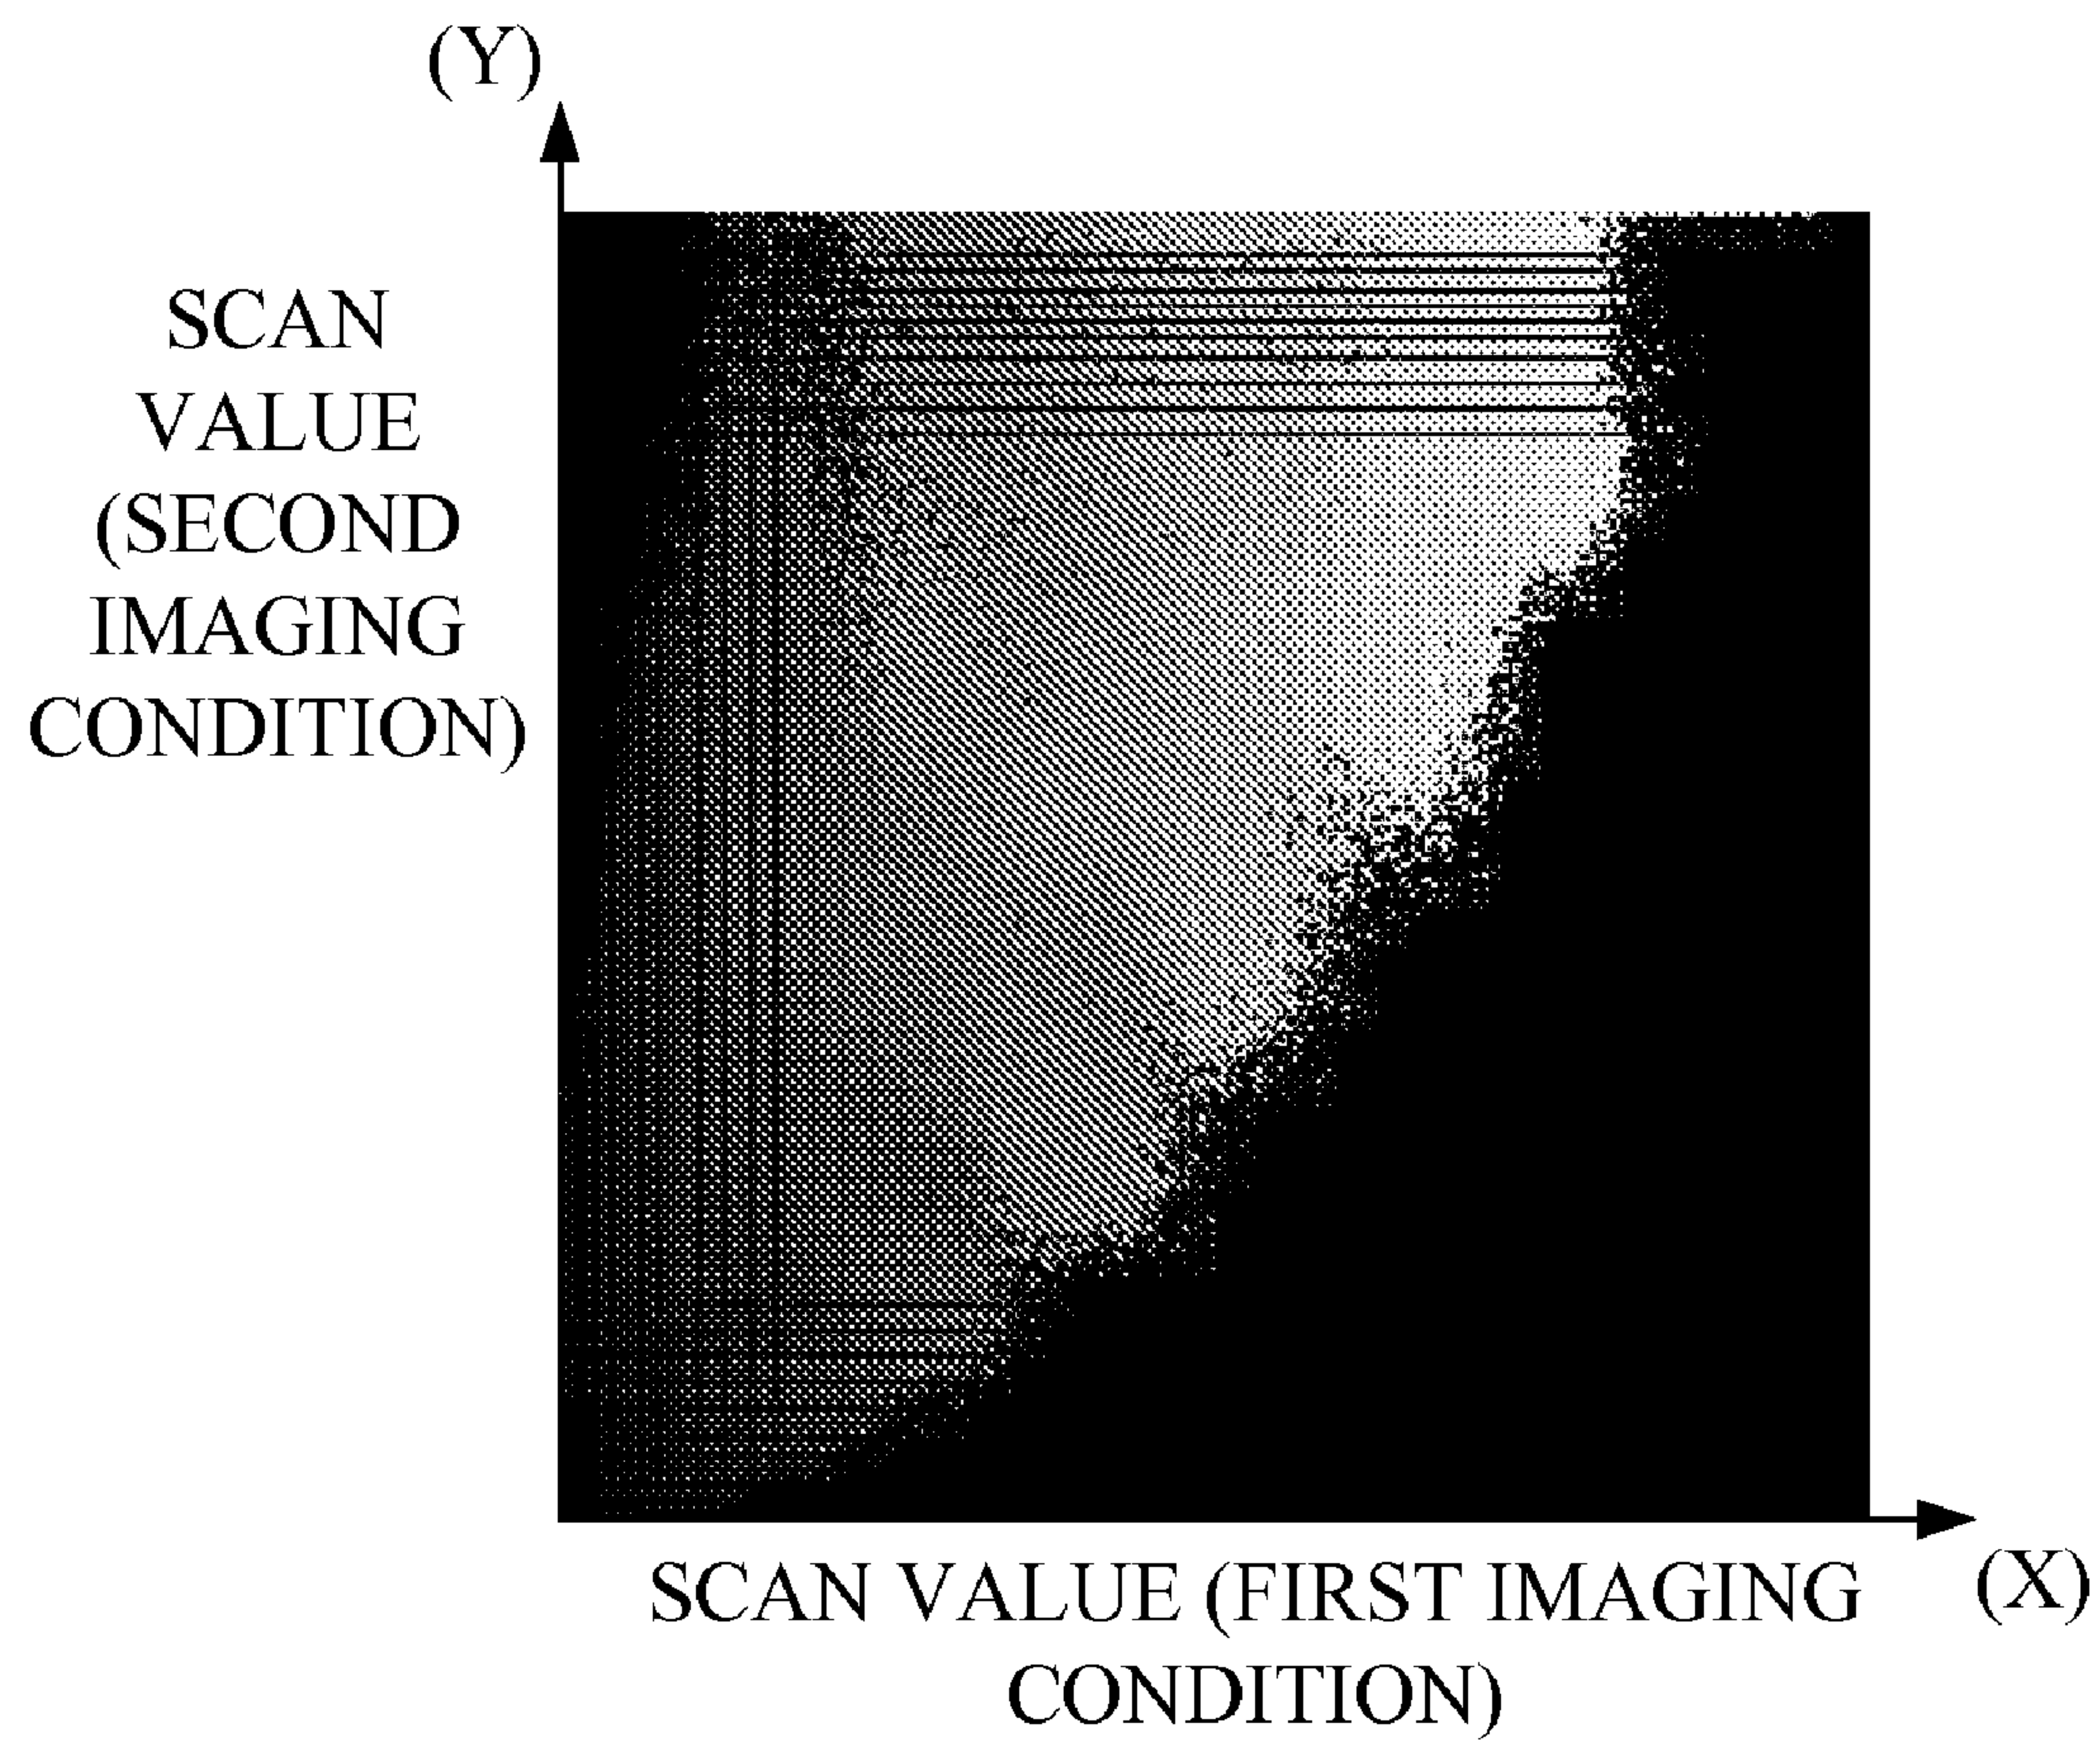 (Y)
SCAN
VALUE
(SECOND
IMAGING
CONDITION)
SCAN VALUE (FIRST IMAGING
CONDITION)
(X)